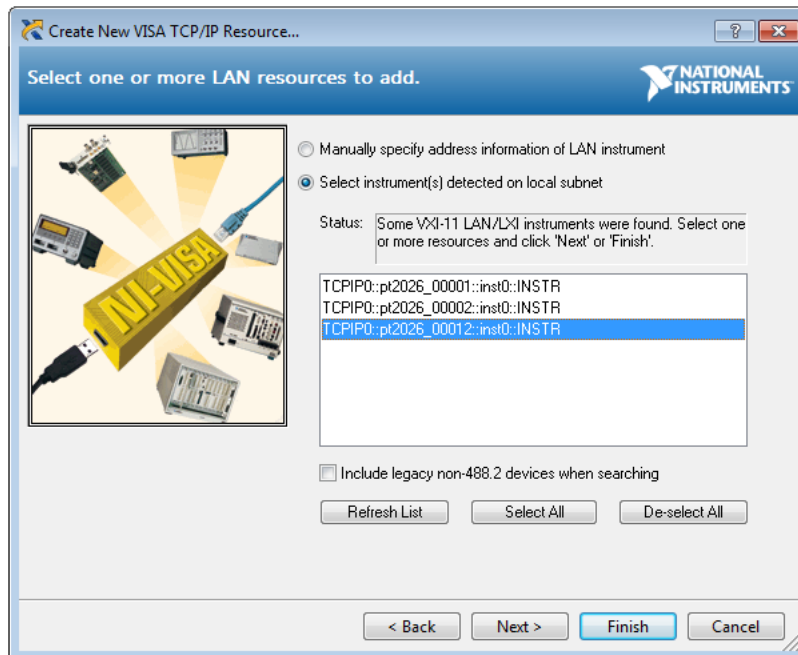 Create New VISA TCP/IP Resource...
Select one or more LAN resources to add.
NATIONAL
INSTRUMENTS
NI-VISA
Manually specify address information of LAN instrument
Select instrument(s) detected on local subnet
Status: Some VXI-11 LAN/LXI instruments were found. Select one
or more resources and click 'Next' or 'Finish'.
TCPIP0::pt2026_00001::inst0::INSTR
TCPIP0::pt2026_00002::inst0::INSTR
TCPIP0::pt2026_00012::inst0::INSTR
Include legacy non-488.2 devices when searching
Refresh List Select All De-select All
< Back Next > Finish Cancel